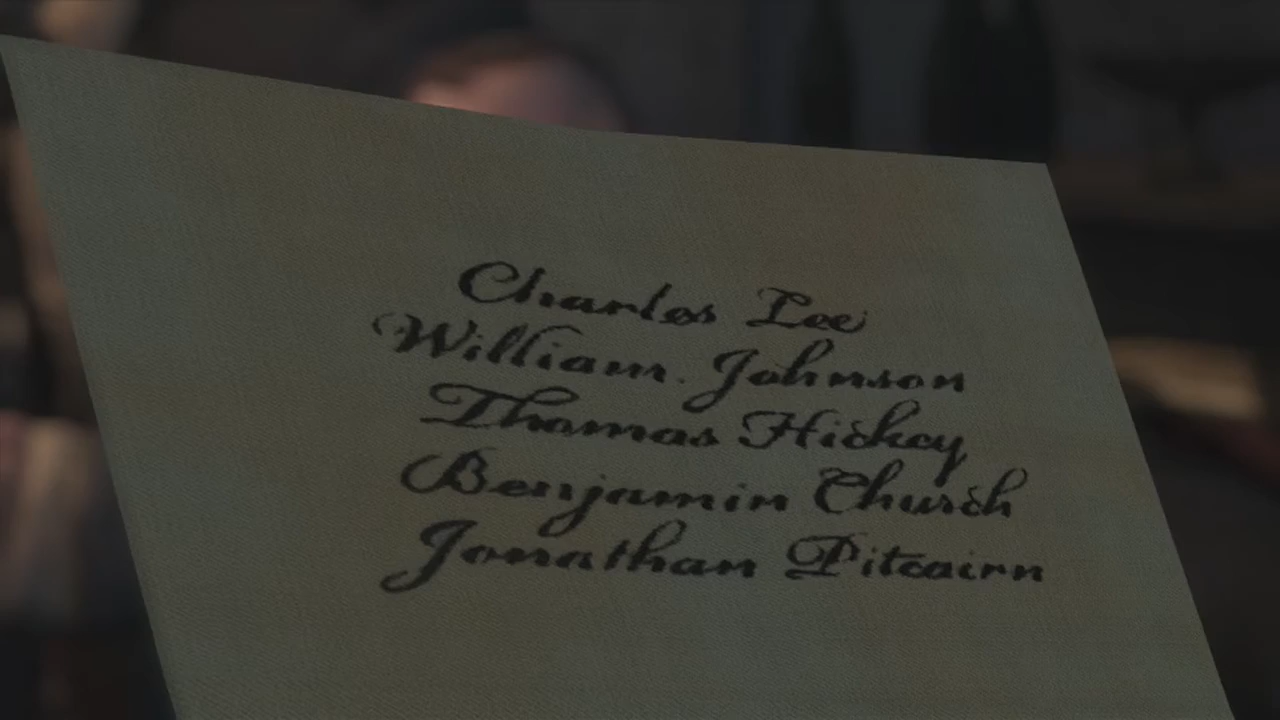 Charles Lee
William Johnson
Thomas Hickey
Benjamin Church
Jonathan Pitcairn